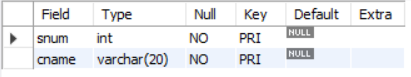 Field Type Null Key Default Extra
snum int NO PRI NULL
cname varchar(20) NO PRI NULL